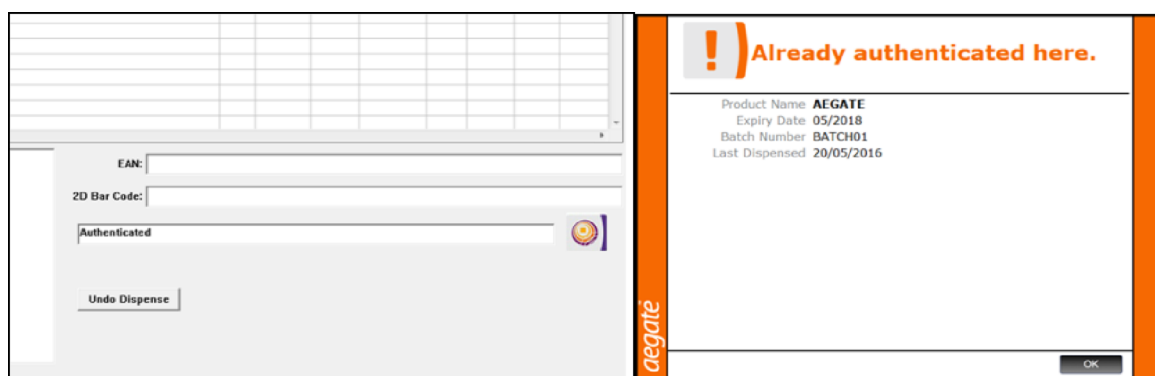 EAN:
2D Bar Code:
Authenticated
Undo Dispense
! Already authenticated here.
Product Name AEGATE
Expiry Date 05/2018
Batch Number BATCH01
Last Dispensed 20/05/2016
aegate
OK